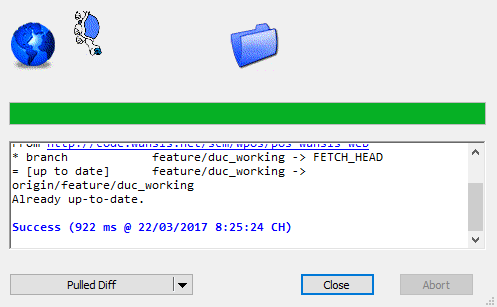 From http://code.wansis.net/scm/wpos/pos-wansis-web
* branch            feature/duc_working -> FETCH_HEAD
= [up to date]      feature/duc_working ->
origin/feature/duc_working
Already up-to-date.
Success (922 ms @ 22/03/2017 8:25:24 CH)
Pulled Diff
Close
Abort